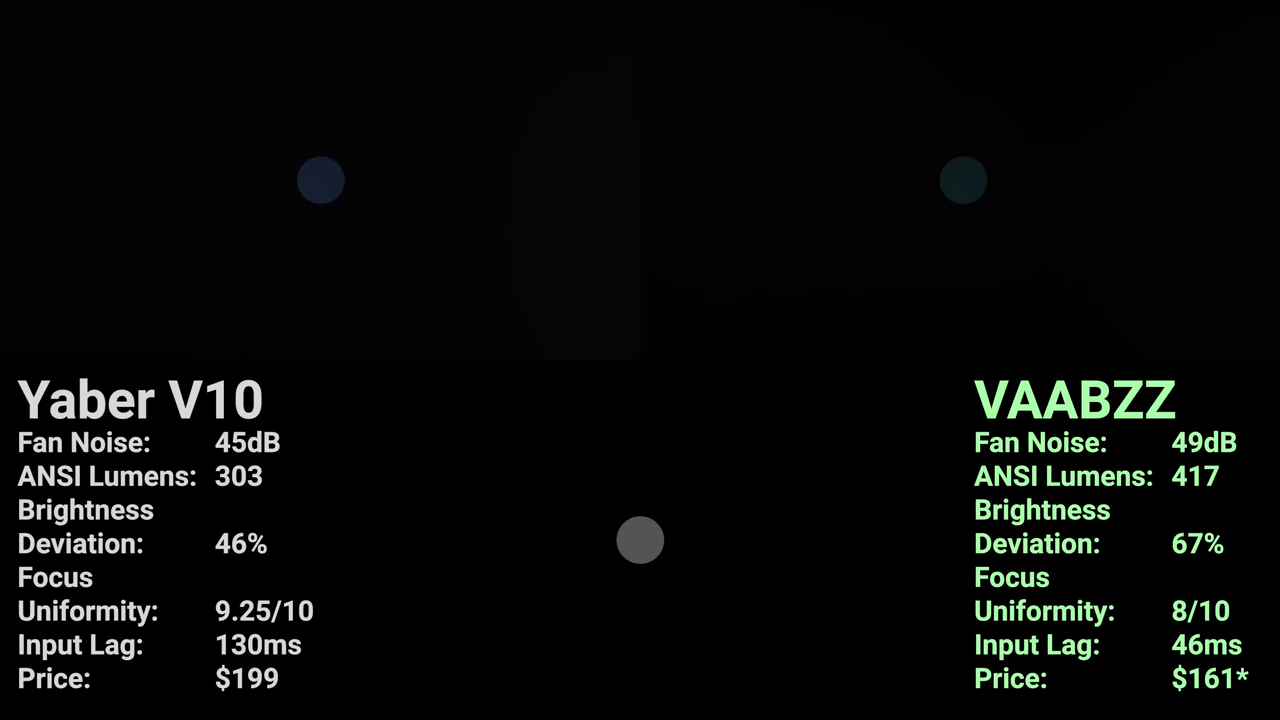 Yaber V10
Fan Noise: 45dB
ANSI Lumens: 303
Brightness
Deviation: 46%
Focus
Uniformity: 9.25/10
Input Lag: 130ms
Price: $199
VAABZZ
Fan Noise: 49dB
ANSI Lumens: 417
Brightness
Deviation: 67%
Focus
Uniformity: 8/10
Input Lag: 46ms
Price: $161*